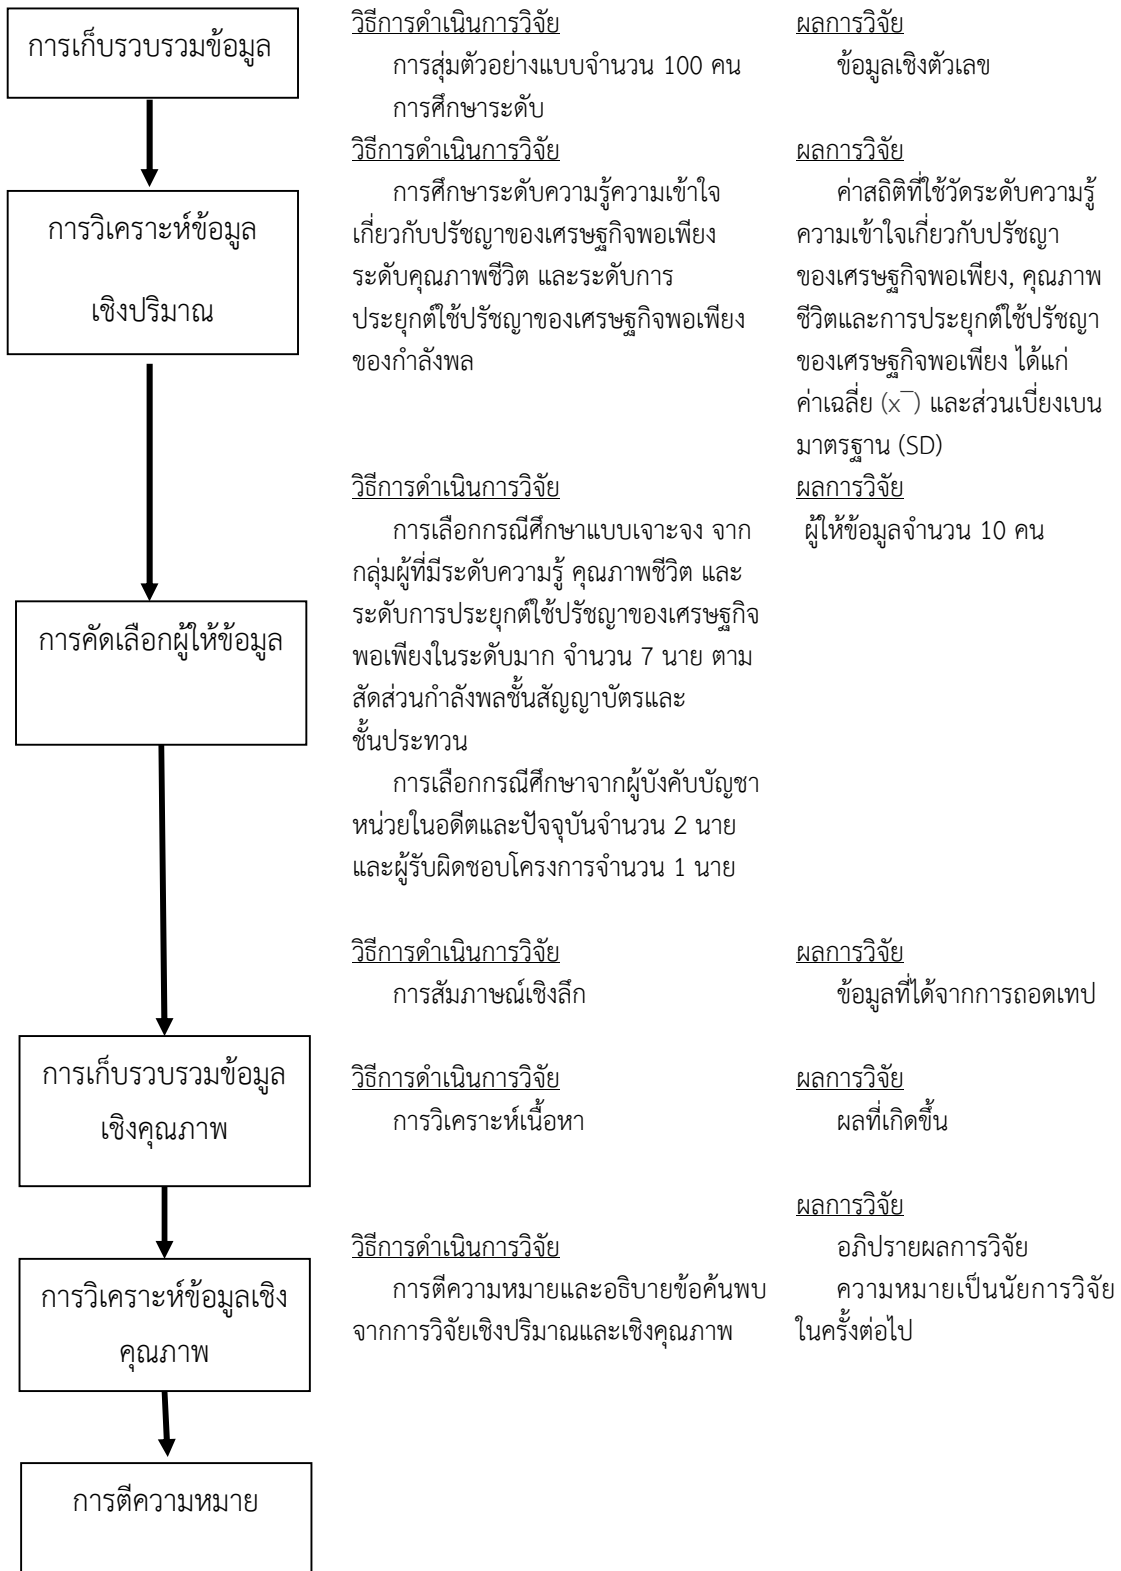 การเก็บรวบรวมข้อมูล
วิธีการดำเนินการวิจัย
การสุ่มตัวอย่างแบบจำนวน 100 คน
การศึกษาระดับ
ผลการวิจัย
ข้อมูลเชิงตัวเลข
การวิเคราะห์ข้อมูล
เชิงปริมาณ
วิธีการดำเนินการวิจัย
การศึกษาระดับความรู้ความเข้าใจ
เกี่ยวกับปรัชญาของเศรษฐกิจพอเพียง
ระดับคุณภาพชีวิต และระดับการ
ประยุกต์ใช้ปรัชญาของเศรษฐกิจพอเพียง
ของกำลังพล
ผลการวิจัย
ค่าสถิติที่ใช้วัดระดับความรู้
ความเข้าใจเกี่ยวกับปรัชญา
ของเศรษฐกิจพอเพียง, คุณภาพ
ชีวิตและการประยุกต์ใช้ปรัชญา
ของเศรษฐกิจพอเพียง ได้แก่
ค่าเฉลี่ย (x¯) และส่วนเบี่ยงเบน
มาตรฐาน (SD)
การคัดเลือกผู้ให้ข้อมูล
วิธีการดำเนินการวิจัย
การเลือกกรณีศึกษาแบบเจาะจง จาก
กลุ่มผู้ที่มีระดับความรู้ คุณภาพชีวิต และ
ระดับการประยุกต์ใช้ปรัชญาของเศรษฐกิจ
พอเพียงในระดับมาก จำนวน 7 นาย ตาม
สัดส่วนกำลังพลชั้นสัญญาบัตรและ
ชั้นประทวน
การเลือกกรณีศึกษาจากผู้บังคับบัญชา
หน่วยในอดีตและปัจจุบันจำนวน 2 นาย
และผู้รับผิดชอบโครงการจำนวน 1 นาย
ผลการวิจัย
ผู้ให้ข้อมูลจำนวน 10 คน
การเก็บรวบรวมข้อมูล
เชิงคุณภาพ
วิธีการดำเนินการวิจัย
การสัมภาษณ์เชิงลึก
ผลการวิจัย
ข้อมูลที่ได้จากการถอดเทป
การวิเคราะห์ข้อมูลเชิง
คุณภาพ
วิธีการดำเนินการวิจัย
การวิเคราะห์เนื้อหา
ผลการวิจัย
ผลที่เกิดขึ้น
การตีความหมาย
วิธีการดำเนินการวิจัย
การตีความหมายและอธิบายข้อค้นพบ
จากการวิจัยเชิงปริมาณและเชิงคุณภาพ
ผลการวิจัย
อภิปรายผลการวิจัย
ความหมายเป็นนัยการวิจัย
ในครั้งต่อไป